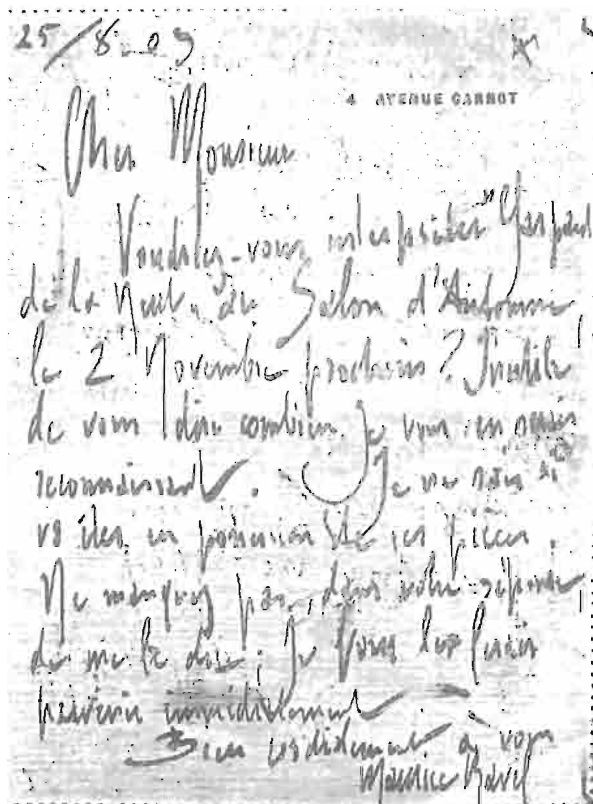 25/8-09
4 AVENUE CARNOT
Cher Monsieur
Voudriez-vous interpréter "Gaspard
de la Nuit" au Salon d'Automne
le 2 Novembre prochain? Inutile
de vous dire combien je vous en serais
reconnaissant. Je ne sais si
vous êtes en possession de ces pièces.
Ne manquez pas, dans votre réponse
de me le dire; je vous les ferais
parvenir immédiatement
Bien cordialement à vous
Maurice Ravel